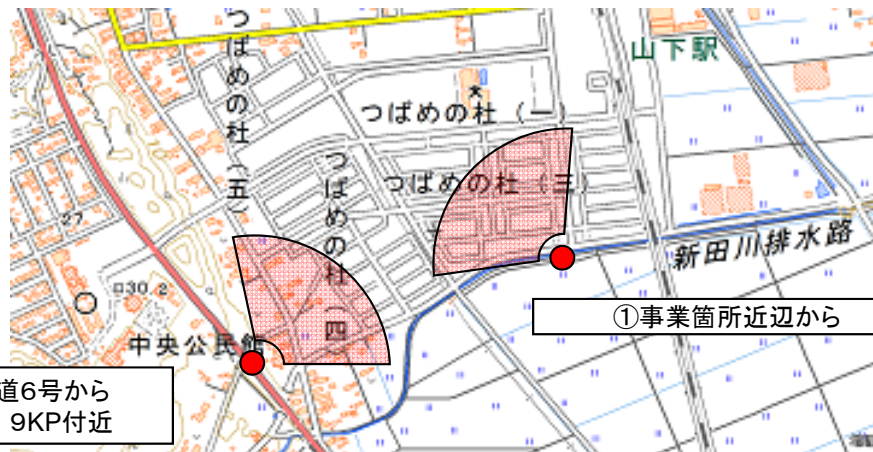 つばめの杜(五)
山下駅
つばめの杜(一)
つばめの杜(三)
つばめの杜(四)
27
新田川排水路
30.2
①事業箇所近辺から
中央公民館
道6号から
9KP付近